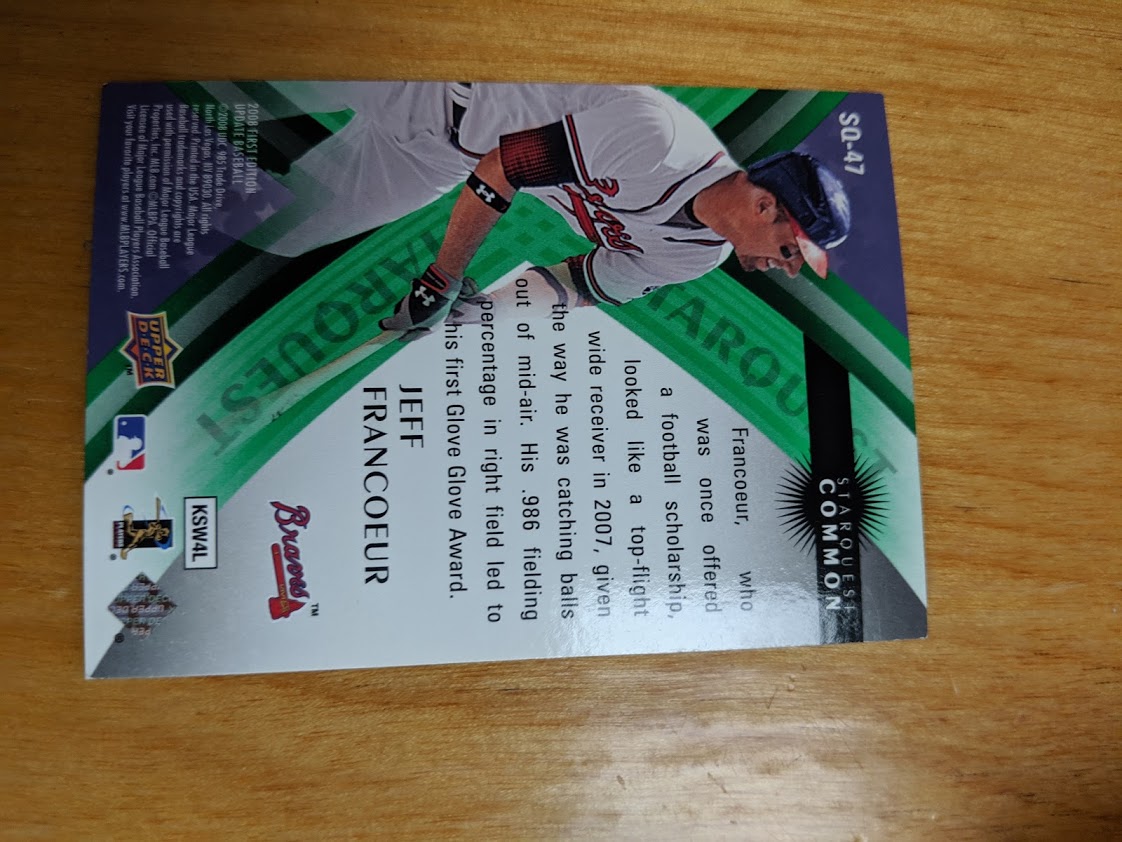 SQ-47
STARQUEST
COMMON
STARQUEST
Braves
Francoeur, who
was once offered
a football scholarship,
looked like a top-flight
wide receiver in 2007, given
the way he was catching balls
out of mid-air. His .986 fielding
percentage in right field led to
his first Glove Glove Award.
JEFF
FRANCOEUR
Braves™
2008 FIRST EDITION
UPDATE BASEBALL
©2008 UDC, 985 Trade Drive,
North Las Vegas, NV 89030. All rights
reserved. Printed in the USA. Major League
Baseball trademarks and copyrights are
used with permission of Major League Baseball
Properties, Inc. MLB.com ©MLBPA. Official
Licensee of Major League Baseball Players Association.
Visit your favorite players at www.MLBPLAYERS.com.
UPPER
DECK™
KSW4L
PLAYERS